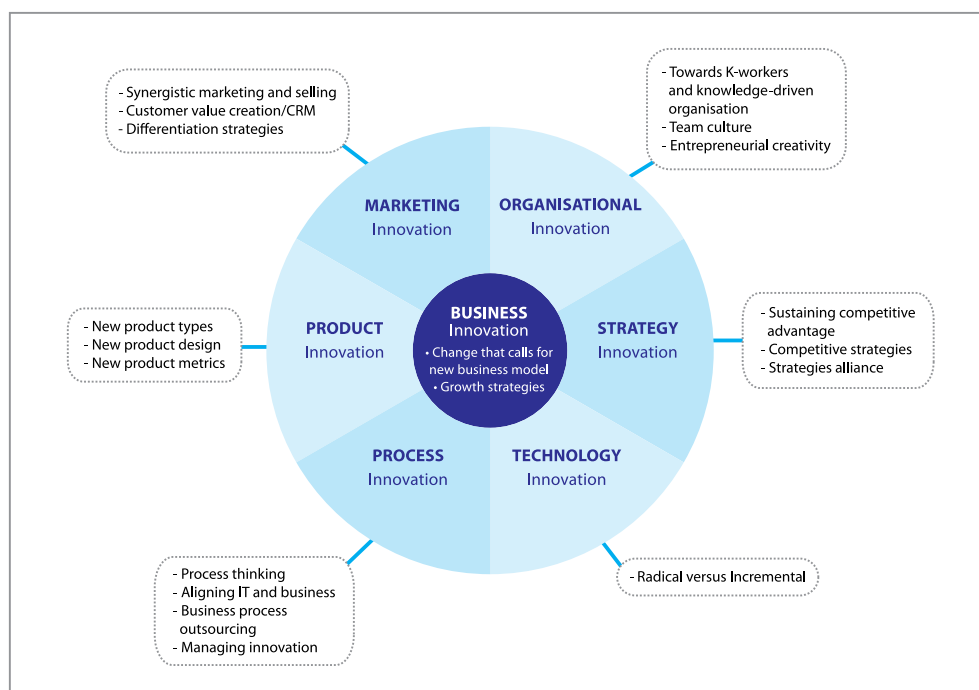 - Synergistic marketing and selling
- Customer value creation/CRM
- Differentiation strategies
- Towards K-workers
and knowledge-driven
organisation
- Team culture
- Entrepreneurial creativity
MARKETING
Innovation
ORGANISATIONAL
Innovation
- New product types
- New product design
- New product metrics
PRODUCT
Innovation
BUSINESS
Innovation
• Change that calls for
new business model
• Growth strategies
STRATEGY
Innovation
- Sustaining competitive
advantage
- Competitive strategies
- Strategies alliance
PROCESS
Innovation
TECHNOLOGY
Innovation
- Process thinking
- Aligning IT and business
- Business process
outsourcing
- Managing innovation
- Radical versus Incremental